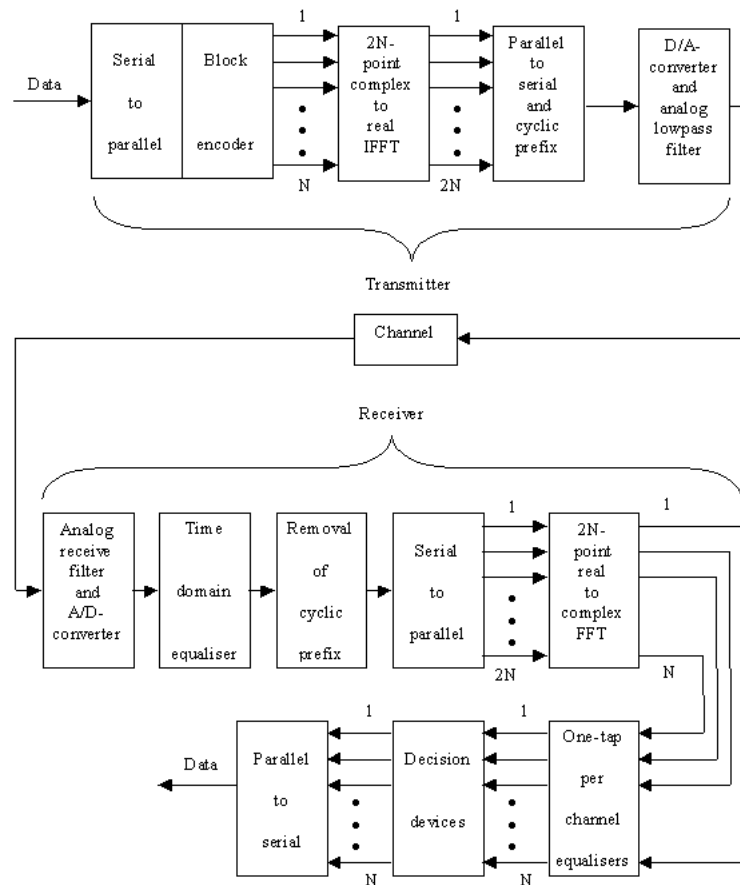 Data
Serial
to
parallel
Block
encoder
1
N
2N-
point
complex
to
real
IFFT
1
2N
Parallel
to
serial
and
cyclic
prefix
D/A-
converter
and
analog
lowpass
filter
Transmitter
Channel
Receiver
Analog
receive
filter
and
A/D-
converter
Time
domain
equaliser
Removal
of
cyclic
prefix
Serial
to
parallel
1
2N
2N-
point
real
to
complex
FFT
1
N
Data
Parallel
to
serial
1
N
Decision
devices
1
N
One-tap
per
channel
equalisers